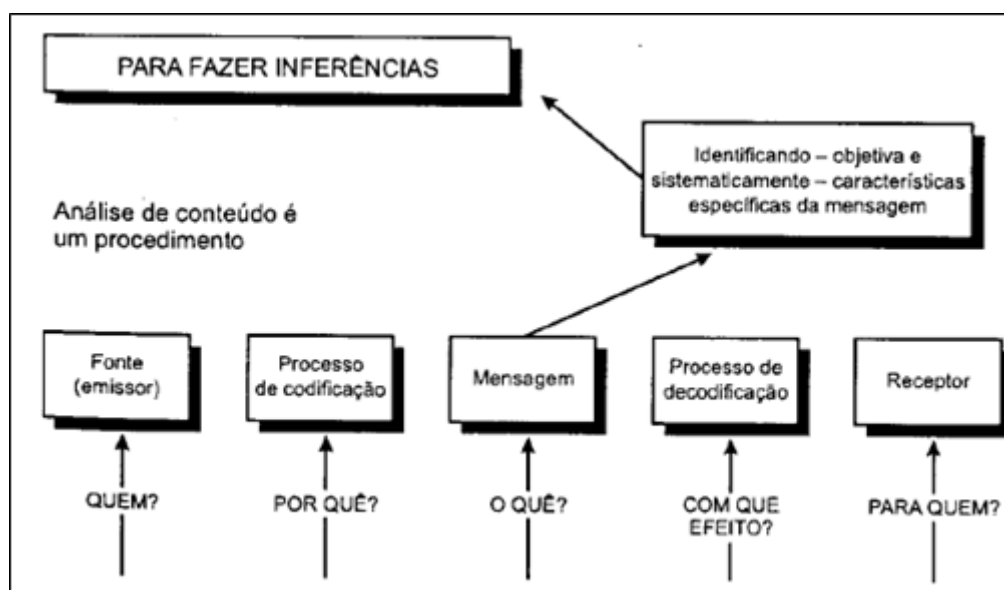 PARA FAZER INFERÊNCIAS
Identificando – objetiva e
sistematicamente – características
específicas da mensagem
Análise de conteúdo é
um procedimento
Fonte
(emissor)
Processo
de codificação
Mensagem
Processo de
decodificação
Receptor
QUEM?
POR QUÊ?
O QUÊ?
COM QUE
EFEITO?
PARA QUEM?